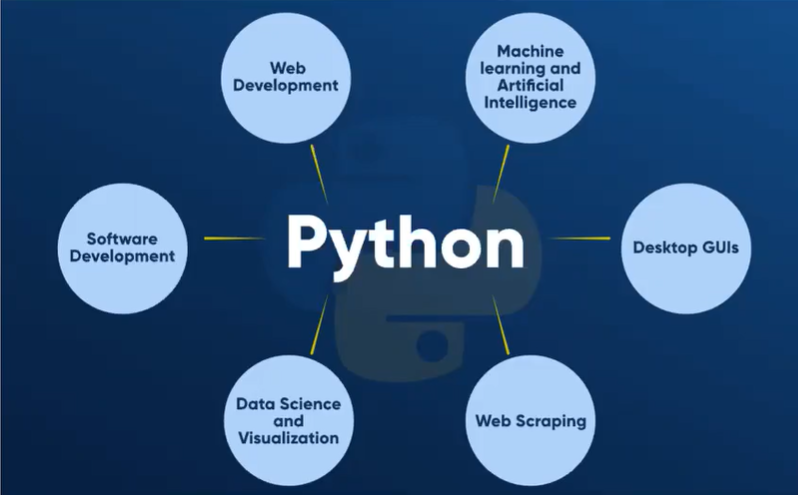 Web
Development
Machine
learning and
Artificial
Intelligence
Software
Development
Python
Desktop GUIs
Data Science
and
Visualization
Web Scraping